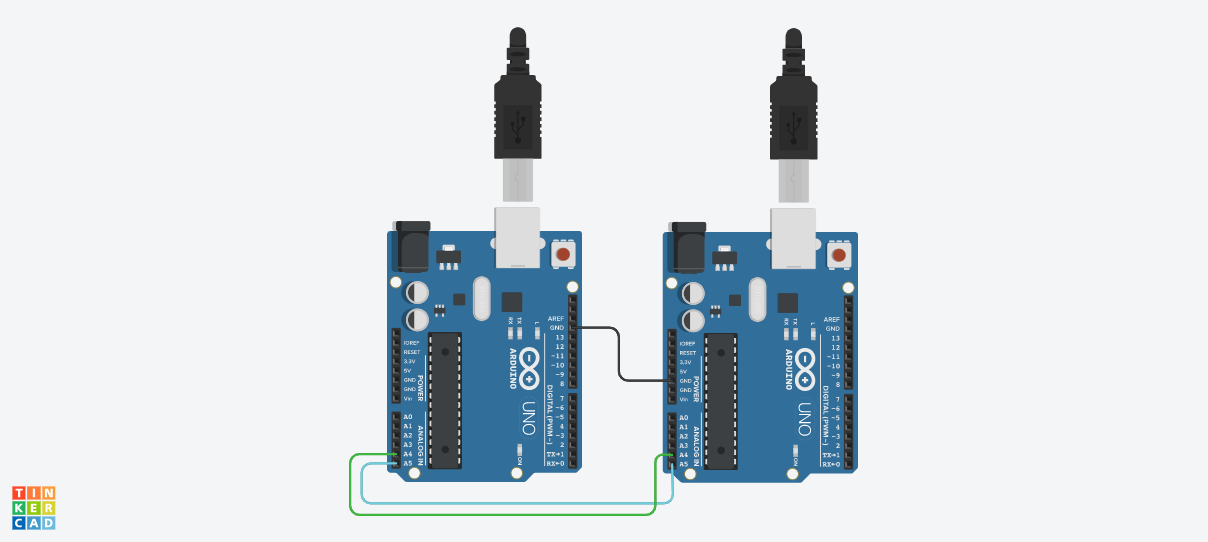 AREF
GND
13
12
~11
~10
~9
8
7
~6
~5
4
~3
2
TX→1
RX←0
DIGITAL (PWM~)
IOREF
RESET
3.3V
5V
GND
GND
Vin
POWER
A0
A1
A2
A3
A4
A5
ANALOG IN
RX
TX
L
ARDUINO
UNO
ON
AREF
GND
13
12
~11
~10
~9
8
7
~6
~5
4
~3
2
TX→1
RX←0
DIGITAL (PWM~)
IOREF
RESET
3.3V
5V
GND
GND
Vin
POWER
A0
A1
A2
A3
A4
A5
ANALOG IN
RX
TX
L
ARDUINO
UNO
ON
TIN
KER
CAD